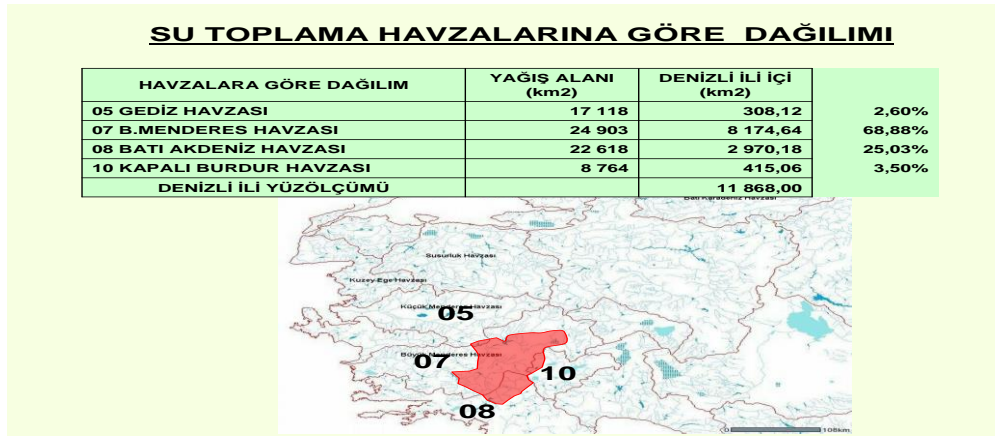 SU TOPLAMA HAVZALARINA GÖRE DAĞILIMI
HAVZALARA GÖRE DAĞILIM YAĞIŞ ALANI (km2) DENİZLİ İLİ İÇİ (km2)
05 GEDİZ HAVZASI 17 118 308,12 2,60%
07 B.MENDERES HAVZASI 24 903 8 174,64 68,88%
08 BATI AKDENİZ HAVZASI 22 618 2 970,18 25,03%
10 KAPALI BURDUR HAVZASI 8 764 415,06 3,50%
DENİZLİ İLİ YÜZÖLÇÜMÜ 11 868,00
Batı Karadeniz Havzası
Susurluk Havzası
Kuzey Ege Havzası
Küçük Menderes Havzası
05
Büyük Menderes Havzası
07
10
08
0 106km